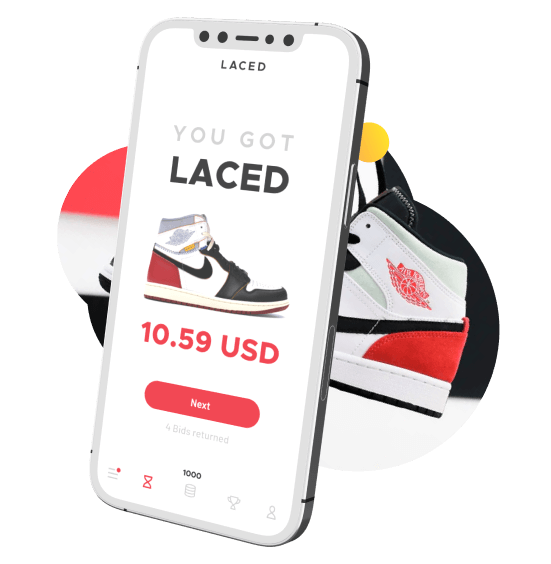 LACED
YOU GOT
LACED
10.59 USD
Next
4 Bids returned
1000